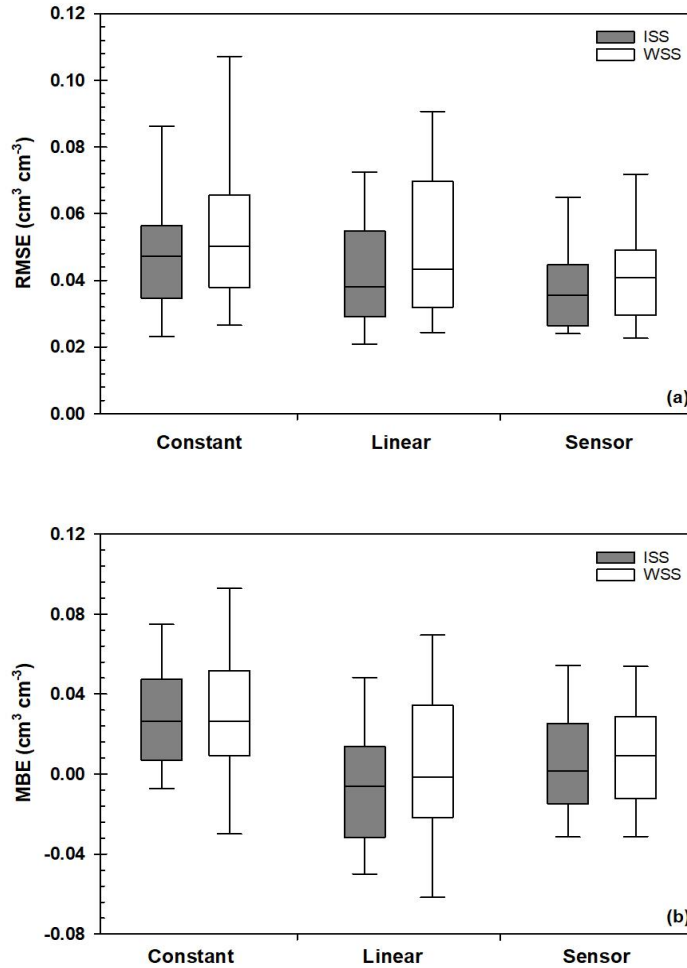 0.12
ISS
WSS
0.10
0.08
0.06
0.04
0.02
0.00
RMSE (cm³ cm⁻³)
(a)
Constant Linear Sensor
0.12
ISS
WSS
0.08
0.04
0.00
-0.04
-0.08
MBE (cm³ cm⁻³)
(b)
Constant Linear Sensor